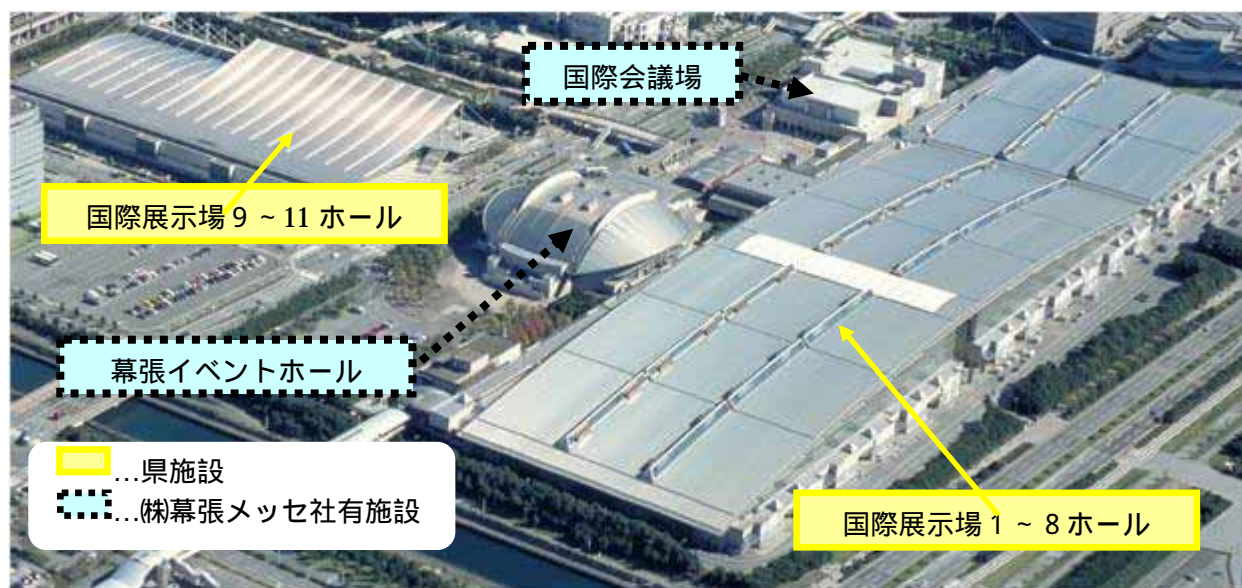 国際会議場
国際展示場9～11ホール
幕張イベントホール
…県施設
…㈱幕張メッセ社有施設
国際展示場1～8ホール